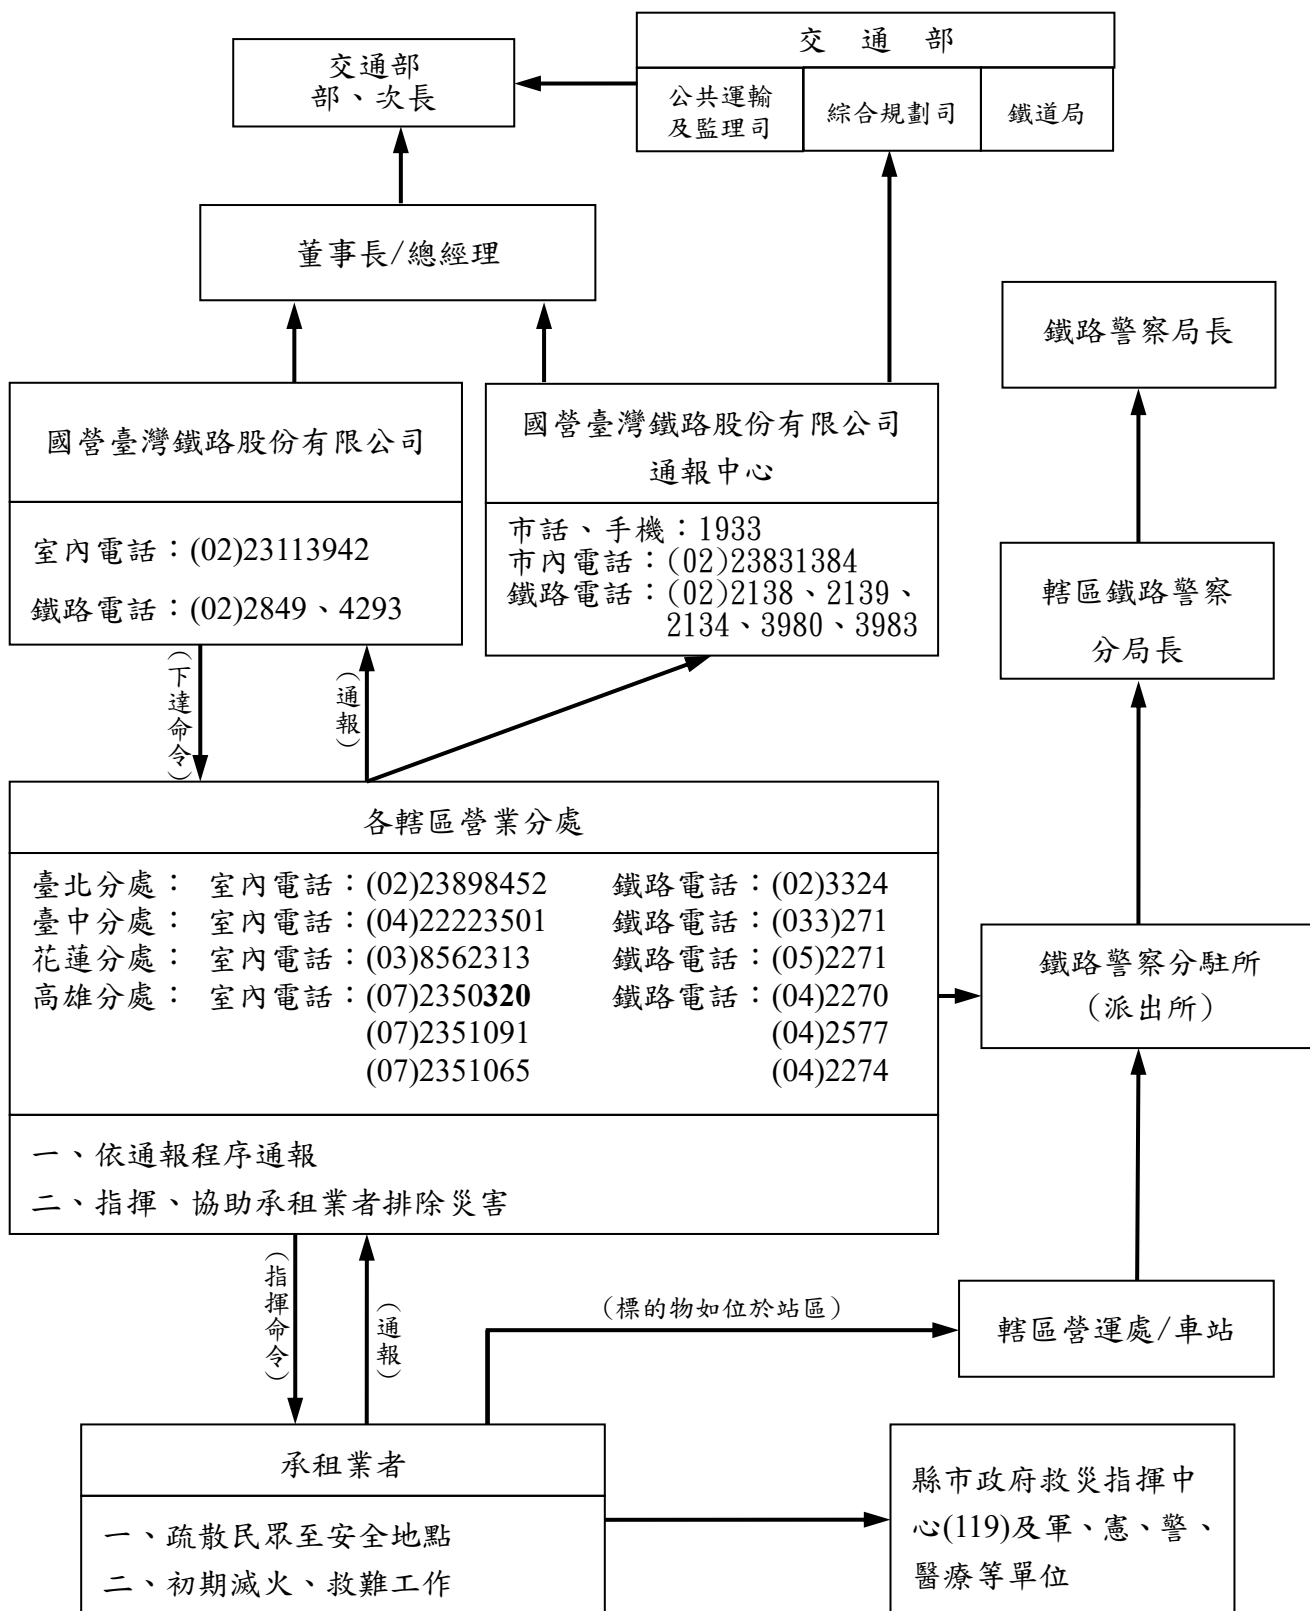 交通部
交通部
部、次長
公共運輸
及監理司
綜合規劃司
鐵道局
董事長/總經理
鐵路警察局長
國營臺灣鐵路股份有限公司
室內電話：(02)23113942
鐵路電話：(02)2849、4293
國營臺灣鐵路股份有限公司
通報中心
市話、手機：1933
市內電話：(02)23831384
鐵路電話：(02)2138、2139、
2134、3980、3983
轄區鐵路警察
分局長
（下達命令）
（通報）
各轄區營業分處
臺北分處： 室內電話：(02)23898452 鐵路電話：(02)3324
臺中分處： 室內電話：(04)22223501 鐵路電話：(033)271
花蓮分處： 室內電話：(03)8562313 鐵路電話：(05)2271
高雄分處： 室內電話：(07)2350320 鐵路電話：(04)2270
(07)2351091 (04)2577
(07)2351065 (04)2274
一、依通報程序通報
二、指揮、協助承租業者排除災害
鐵路警察分駐所
（派出所）
（指揮命令）
（通報）
（標的物如位於站區）
轄區營運處/車站
承租業者
一、疏散民眾至安全地點
二、初期滅火、救難工作
縣市政府救災指揮中
心(119)及軍、憲、警、
醫療等單位